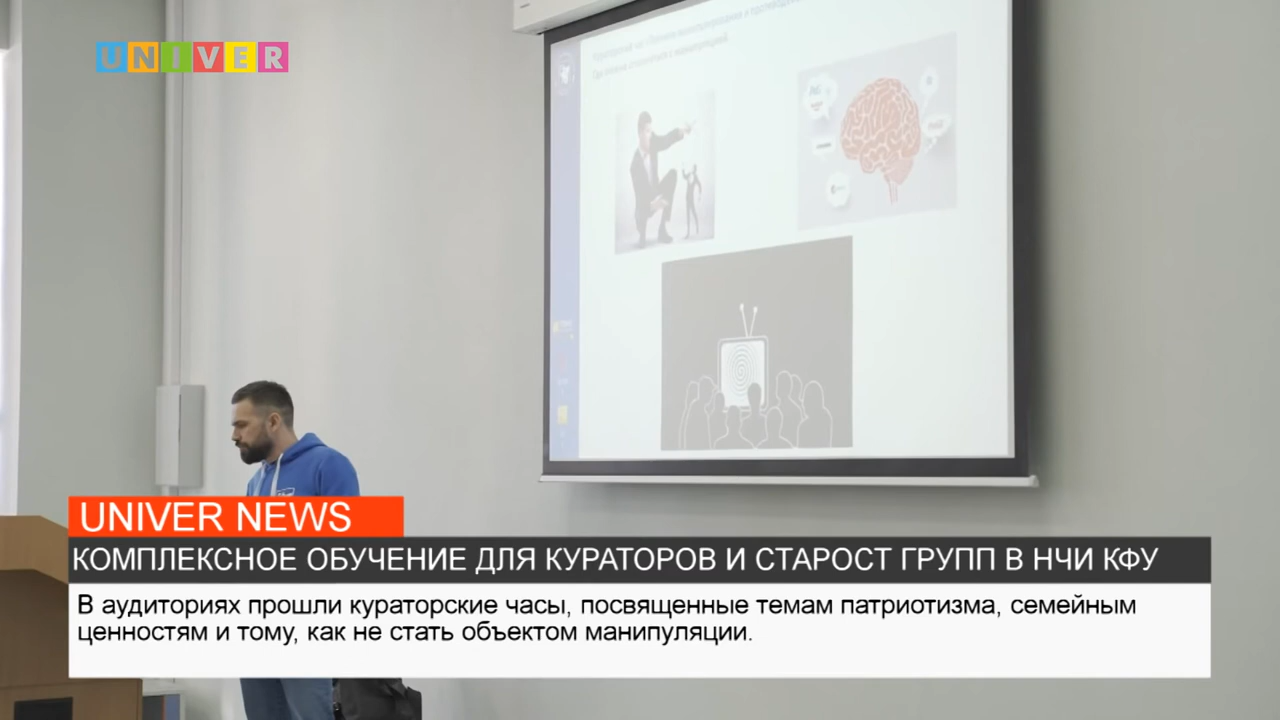 UNIVER
UNIVER NEWS
КОМПЛЕКСНОЕ ОБУЧЕНИЕ ДЛЯ КУРАТОРОВ И СТАРОСТ ГРУПП В НЧИ КФУ
В аудиториях прошли кураторские часы, посвященные темам патриотизма, семейным
ценностям и тому, как не стать объектом манипуляции.